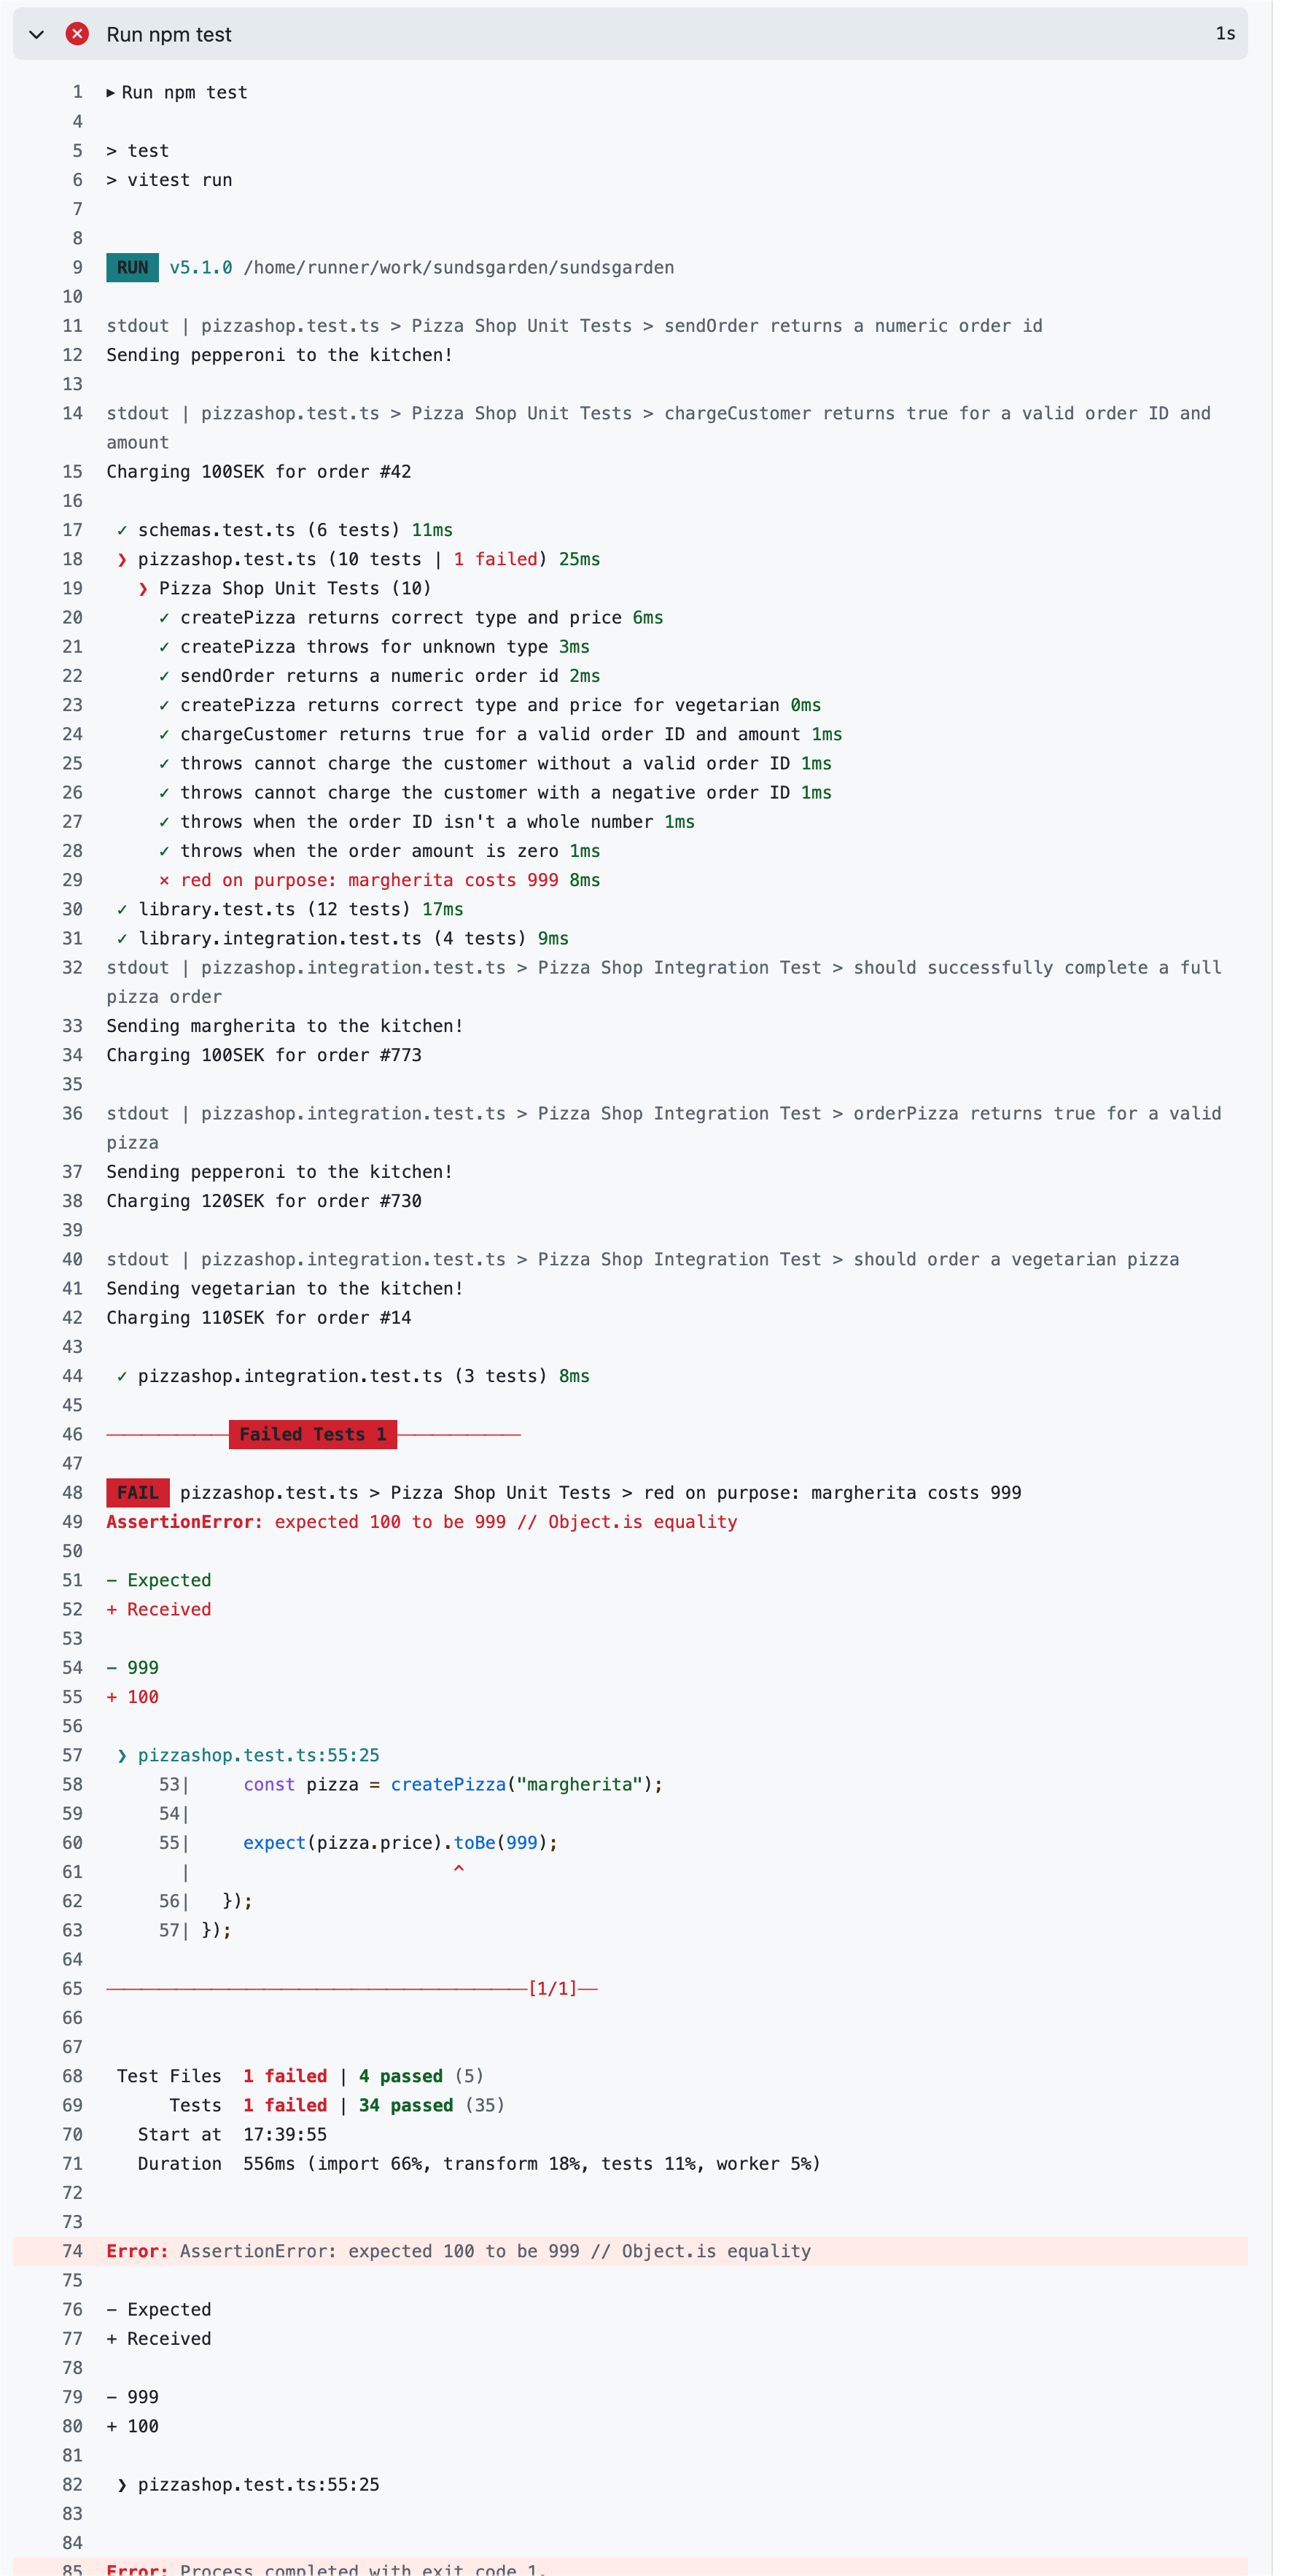 Run npm test 1s
1 ▸ Run npm test
4
5 > test
6 > vitest run
7
8
9 RUN v5.1.0 /home/runner/work/sundsgarden/sundsgarden
10
11 stdout | pizzashop.test.ts > Pizza Shop Unit Tests > sendOrder returns a numeric order id
12 Sending pepperoni to the kitchen!
13
14 stdout | pizzashop.test.ts > Pizza Shop Unit Tests > chargeCustomer returns true for a valid order ID and
amount
15 Charging 100SEK for order #42
16
17 ✓ schemas.test.ts (6 tests) 11ms
18 ❯ pizzashop.test.ts (10 tests | 1 failed) 25ms
19 ❯ Pizza Shop Unit Tests (10)
20 ✓ createPizza returns correct type and price 6ms
21 ✓ createPizza throws for unknown type 3ms
22 ✓ sendOrder returns a numeric order id 2ms
23 ✓ createPizza returns correct type and price for vegetarian 0ms
24 ✓ chargeCustomer returns true for a valid order ID and amount 1ms
25 ✓ throws cannot charge the customer without a valid order ID 1ms
26 ✓ throws cannot charge the customer with a negative order ID 1ms
27 ✓ throws when the order ID isn't a whole number 1ms
28 ✓ throws when the order amount is zero 1ms
29 × red on purpose: margherita costs 999 8ms
30 ✓ library.test.ts (12 tests) 17ms
31 ✓ library.integration.test.ts (4 tests) 9ms
32 stdout | pizzashop.integration.test.ts > Pizza Shop Integration Test > should successfully complete a full
pizza order
33 Sending margherita to the kitchen!
34 Charging 100SEK for order #773
35
36 stdout | pizzashop.integration.test.ts > Pizza Shop Integration Test > orderPizza returns true for a valid
pizza
37 Sending pepperoni to the kitchen!
38 Charging 120SEK for order #730
39
40 stdout | pizzashop.integration.test.ts > Pizza Shop Integration Test > should order a vegetarian pizza
41 Sending vegetarian to the kitchen!
42 Charging 110SEK for order #14
43
44 ✓ pizzashop.integration.test.ts (3 tests) 8ms
45
46 Failed Tests 1
47
48 FAIL pizzashop.test.ts > Pizza Shop Unit Tests > red on purpose: margherita costs 999
49 AssertionError: expected 100 to be 999 // Object.is equality
50
51 - Expected
52 + Received
53
54 - 999
55 + 100
56
57 ❯ pizzashop.test.ts:55:25
58 53| const pizza = createPizza("margherita");
59 54|
60 55| expect(pizza.price).toBe(999);
61 | ^
62 56| });
63 57| });
64
65 [1/1]
66
67
68 Test Files 1 failed | 4 passed (5)
69 Tests 1 failed | 34 passed (35)
70 Start at 17:39:55
71 Duration 556ms (import 66%, transform 18%, tests 11%, worker 5%)
72
73
74 Error: AssertionError: expected 100 to be 999 // Object.is equality
75
76 - Expected
77 + Received
78
79 - 999
80 + 100
81
82 ❯ pizzashop.test.ts:55:25
83
84
85 Error: Process completed with exit code 1.